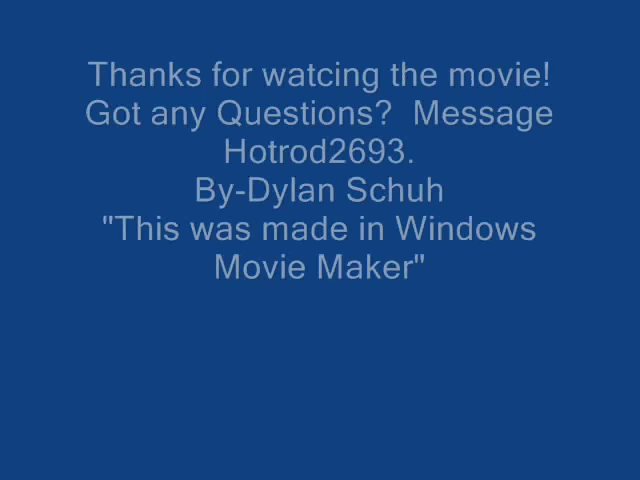 Thanks for watcing the movie!
Got any Questions?  Message
Hotrod2693.
By-Dylan Schuh
"This was made in Windows
Movie Maker"